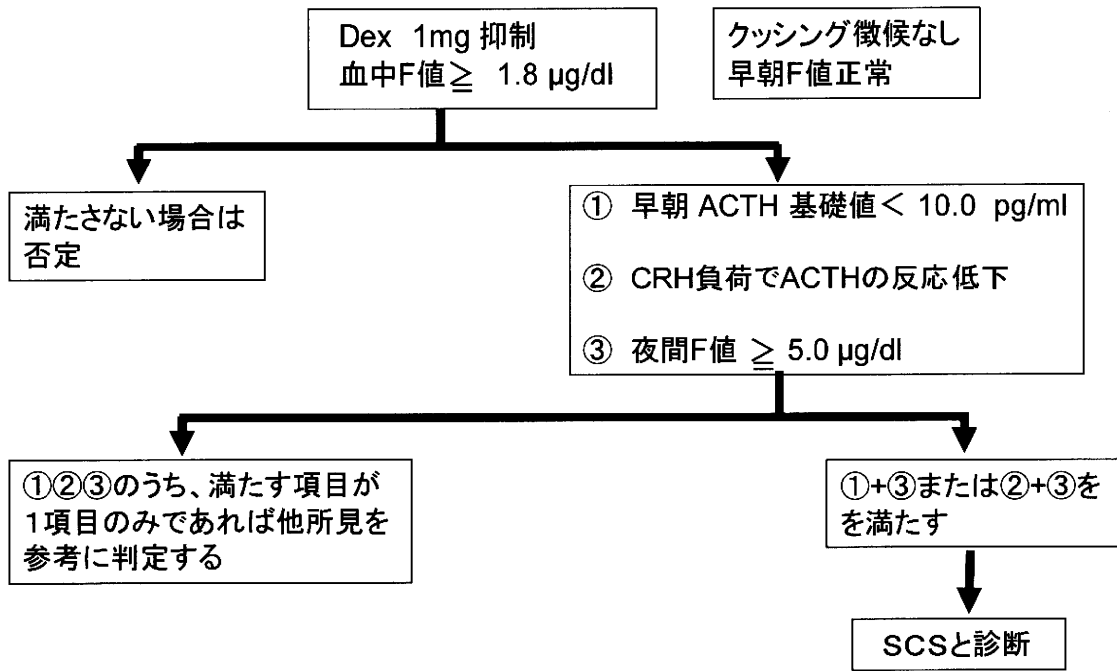 Dex 1mg 抑制
血中F値≧ 1.8 μg/dl
クッシング徴候なし
早朝F値正常
満たさない場合は
否定
① 早朝 ACTH 基礎値＜ 10.0 pg/ml
② CRH負荷でACTHの反応低下
③ 夜間F値 ≧ 5.0 μg/dl
①②③のうち、満たす項目が
1項目のみであれば他所見を
参考に判定する
①+③または②+③を
を満たす
SCSと診断